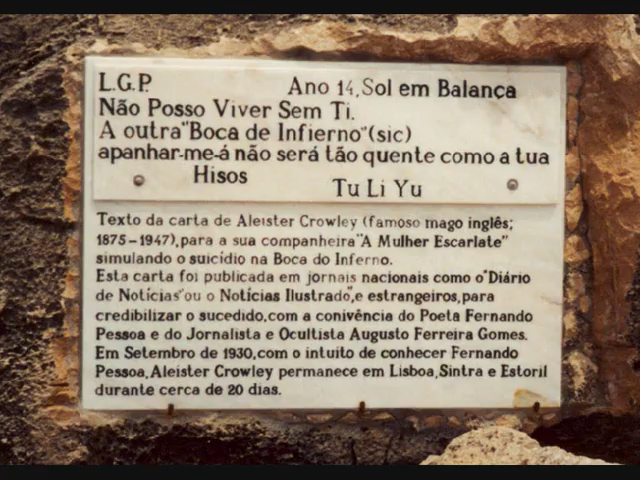 L.G.P. Ano 14, Sol em Balança
Não Posso Viver Sem Ti.
A outra "Boca de Infierno" (sic)
apanhar-me-á não será tão quente como a tua
Hisos
Tu Li Yu
Texto da carta de Aleister Crowley (famoso mago inglês;
1875-1947), para a sua companheira "A Mulher Escarlate"
simulando o suicídio na Boca do Inferno.
Esta carta foi publicada em jornais nacionais como o "Diário
de Notícias" ou o Notícias Ilustrado", e estrangeiros, para
credibilizar o sucedido, com a conivência do Poeta Fernando
Pessoa e do Jornalista e Ocultista Augusto Ferreira Gomes.
Em Setembro de 1930, com o intuito de conhecer Fernando
Pessoa, Aleister Crowley permanece em Lisboa, Sintra e Estoril
durante cerca de 20 dias.